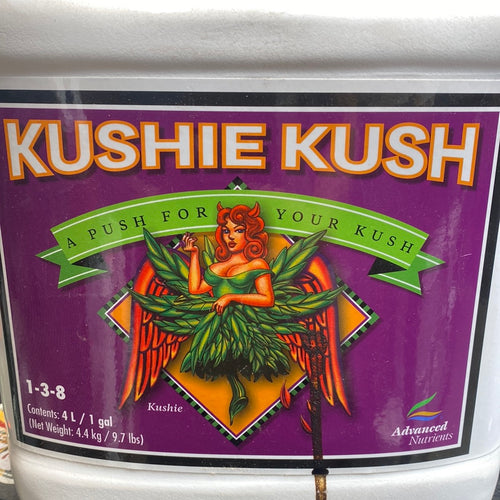 KUSHIE KUSH
A PUSH FOR YOUR KUSH
1-3-8
Contents: 4 L / 1 gal
(Net Weight: 4.4 kg / 9.7 lbs)
Kushie
Advanced
Nutrients